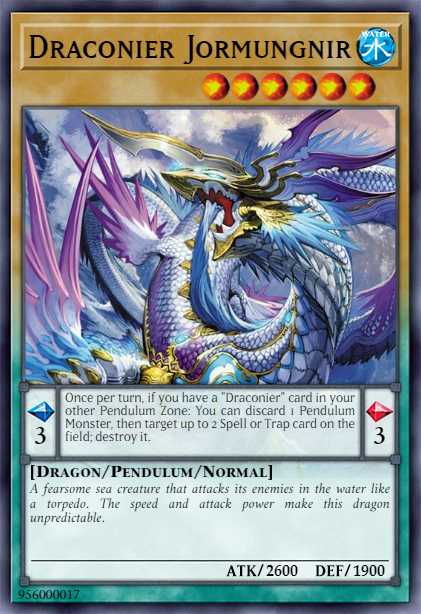 Draconier Jormungnir
WATER
水
Once per turn, if you have a "Draconier" card in
your other Pendulum Zone: You can discard 1 Pendulum
Monster, then target up to 2 Spell or Trap card on the
field; destroy it.
3
3
[Dragon/Pendulum/Normal]
A fearsome sea creature that attacks its enemies in the water like
a torpedo. The speed and attack power make this dragon
unpredictable.
ATK/2600 DEF/1900
956000017